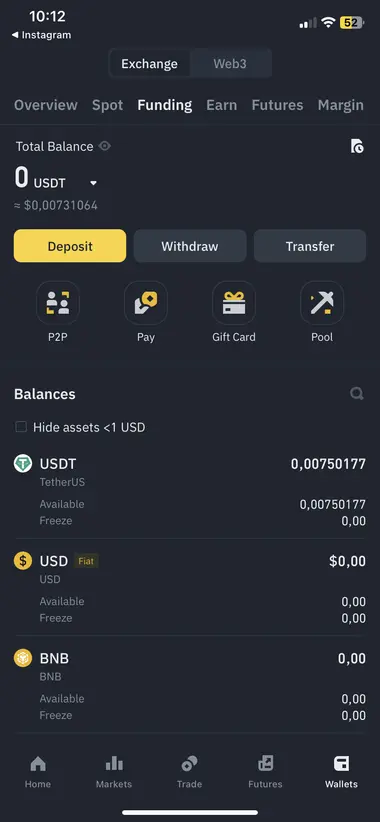 10:12
52
◀ Instagram
Exchange Web3
Overview Spot Funding Earn Futures Margin
Total Balance
0 USDT
≈ $0,00731064
Deposit Withdraw Transfer
P2P Pay Gift Card Pool
Balances
Hide assets <1 USD
USDT 0,00750177
TetherUS
Available 0,00750177
Freeze 0,00
USD Fiat $0,00
USD
Available 0,00
Freeze 0,00
BNB 0,00
BNB
Available 0,00
Freeze 0,00
Home Markets Trade Futures Wallets